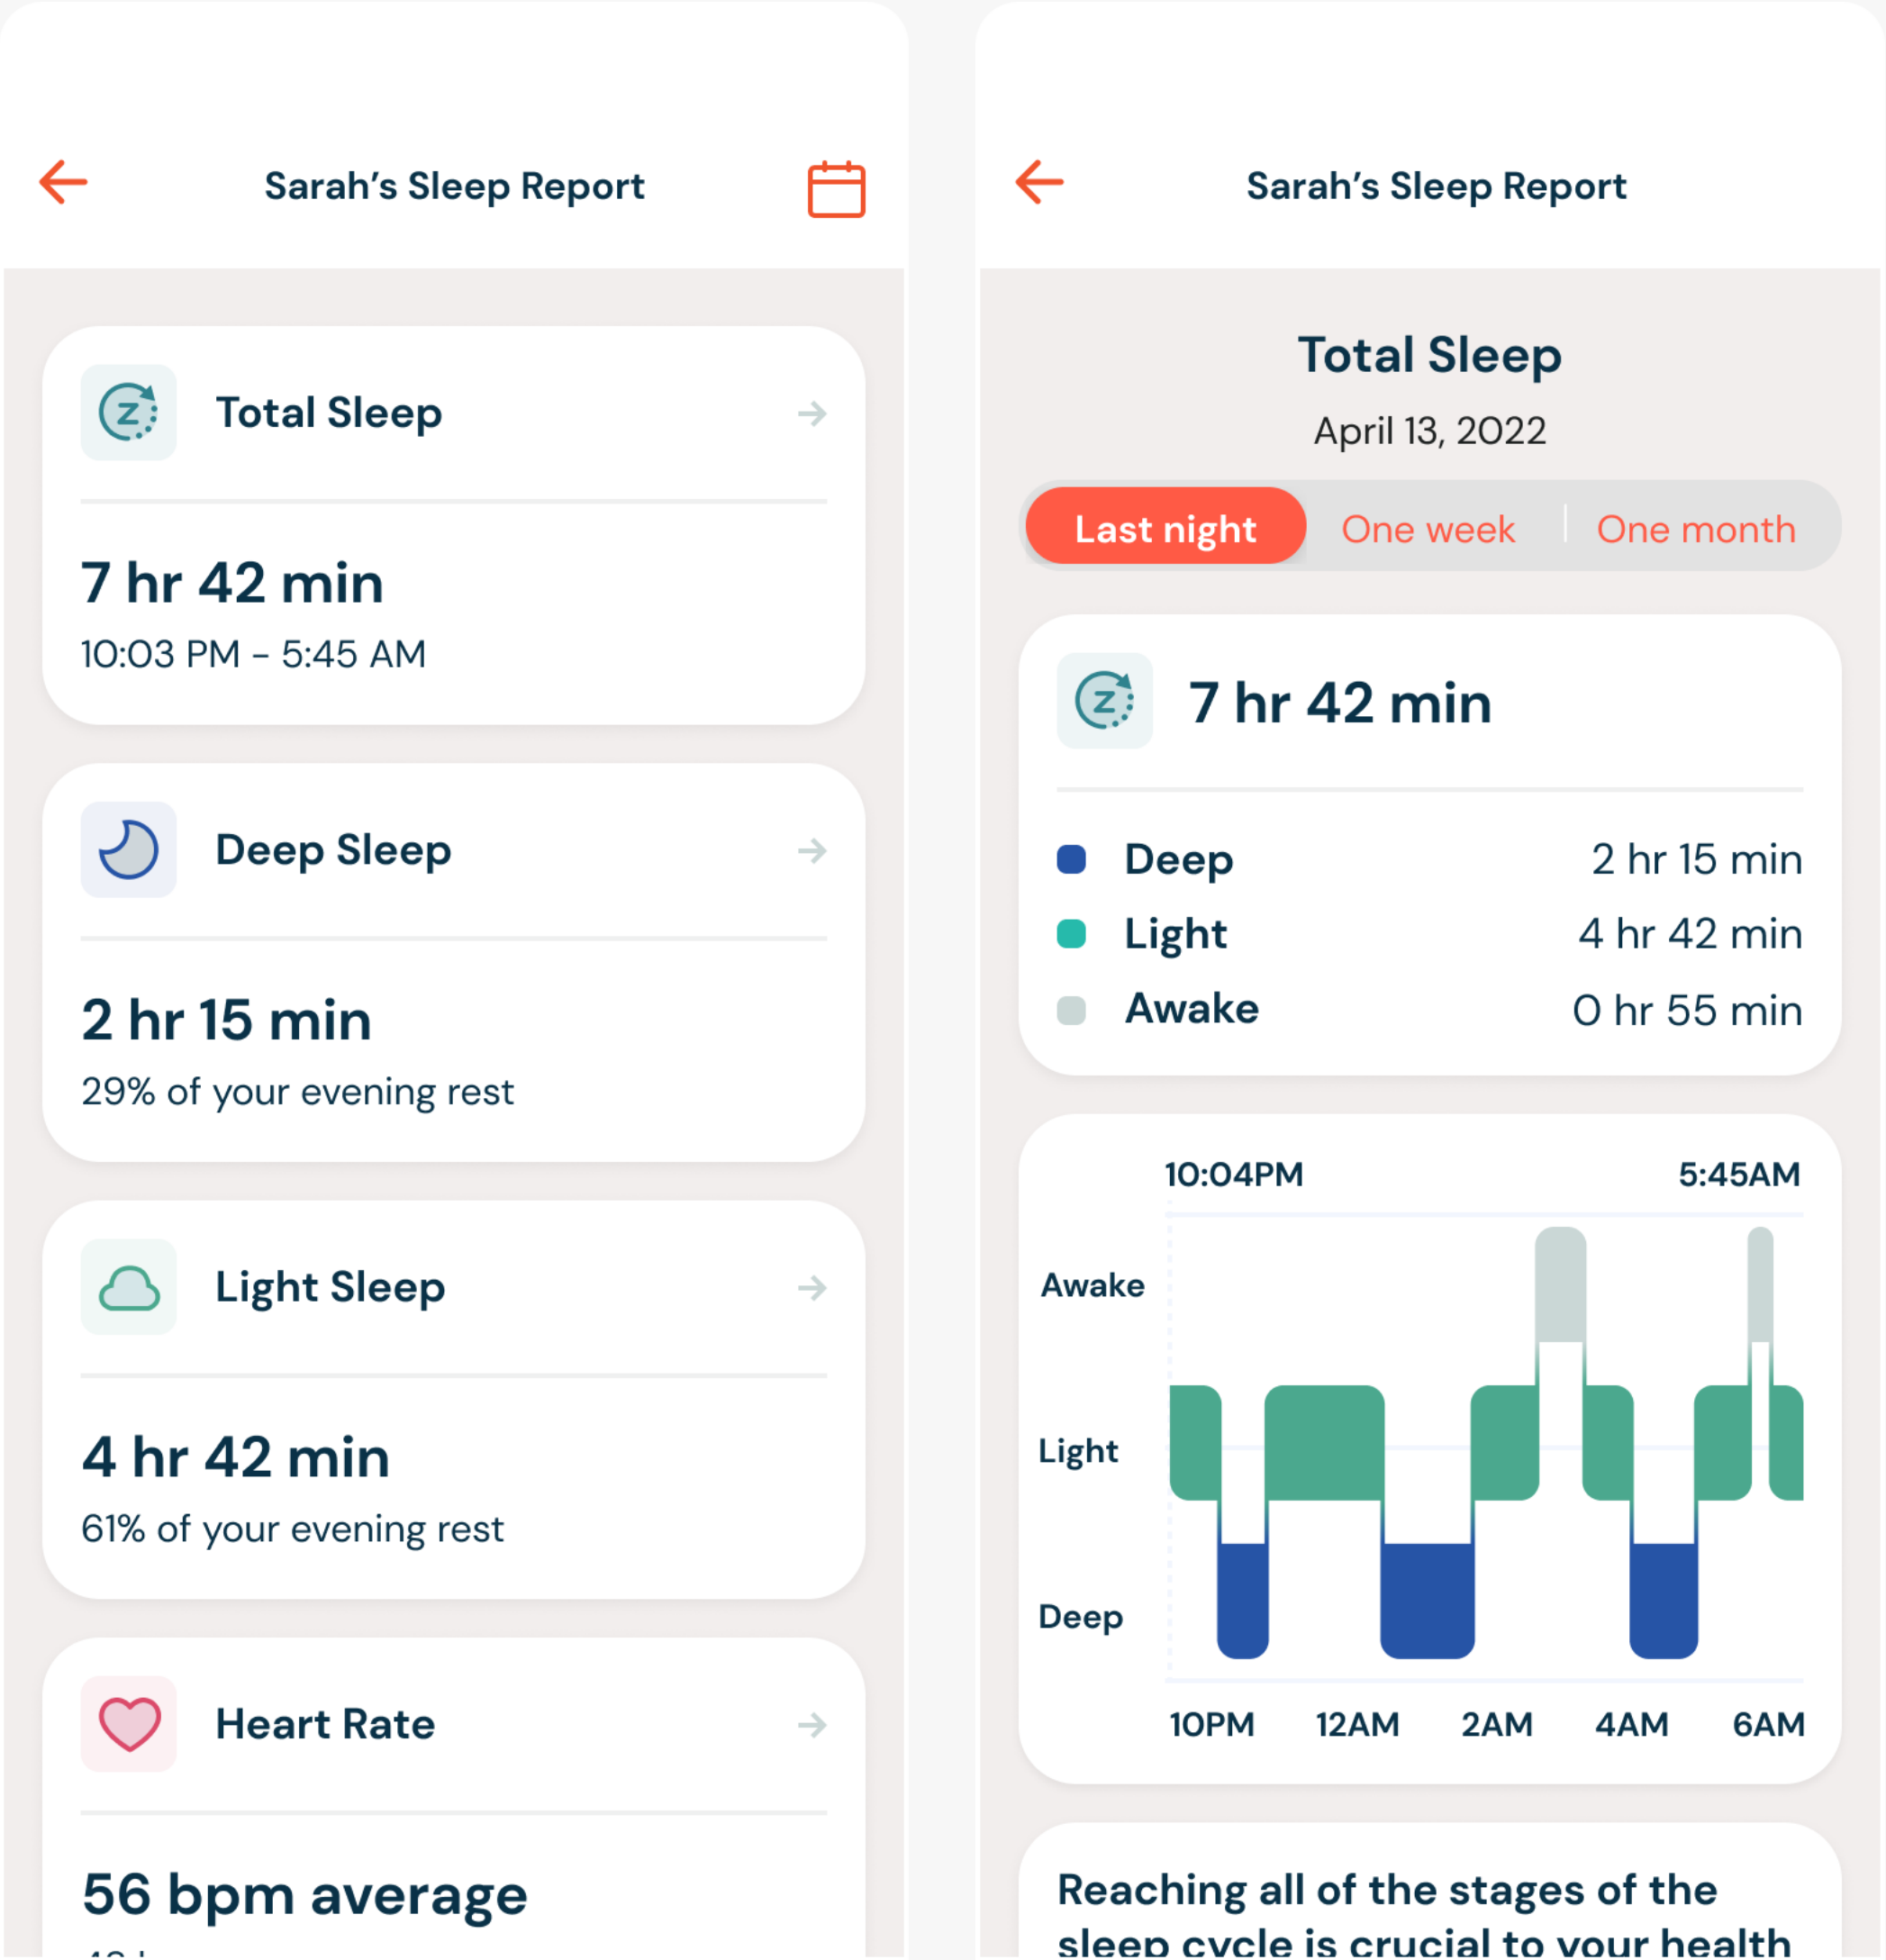 Sarah’s Sleep Report
Total Sleep
7 hr 42 min
10:03 PM - 5:45 AM
Deep Sleep
2 hr 15 min
29% of your evening rest
Light Sleep
4 hr 42 min
61% of your evening rest
Heart Rate
56 bpm average
Sarah’s Sleep Report
Total Sleep
April 13, 2022
Last night One week One month
7 hr 42 min
Deep 2 hr 15 min
Light 4 hr 42 min
Awake 0 hr 55 min
10:04PM 5:45AM
Awake
Light
Deep
10PM 12AM 2AM 4AM 6AM
Reaching all of the stages of the
sleep cycle is crucial to your health